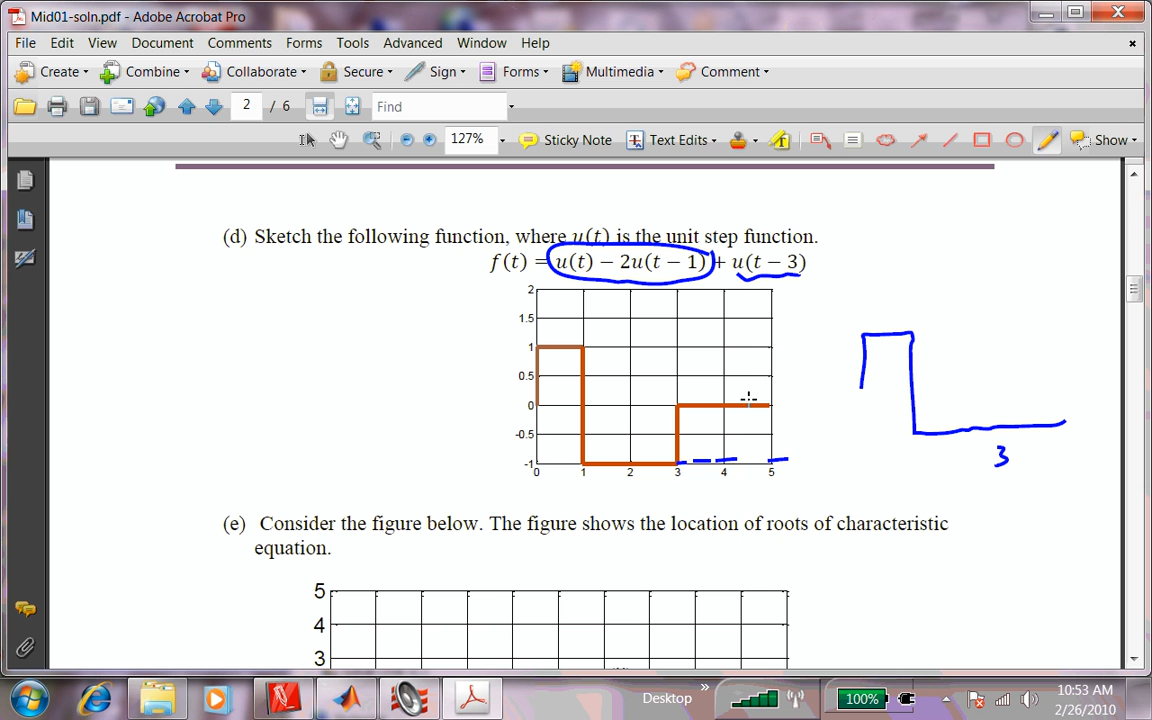 Mid01-soln.pdf - Adobe Acrobat Pro
File Edit View Document Comments Forms Tools Advanced Window Help
Create Combine Collaborate Secure Sign Forms Multimedia Comment
2 / 6 Find
127% Sticky Note Text Edits Show
(d) Sketch the following function, where u(t) is the unit step function.
f(t) = u(t) − 2u(t − 1) + u(t − 3)
2
1.5
1
0.5
0
-0.5
-1
0 1 2 3 4 5
3
(e) Consider the figure below. The figure shows the location of roots of characteristic
equation.
5
4
3
Desktop » 100% 10:53 AM
2/26/2010